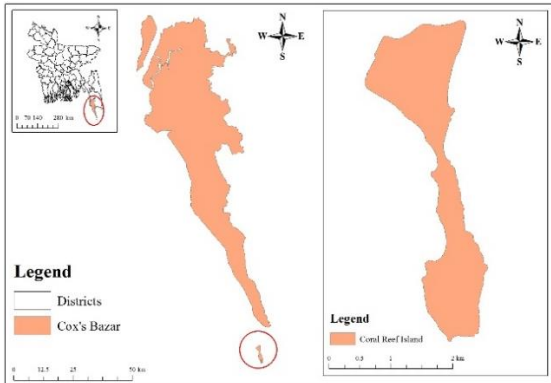 N
W E
S
0 70 140 280 km
N
W E
S
Legend
Districts
Cox's Bazar
0 12.5 25 50 km
N
W E
S
Legend
Coral Reef Island
0 0.5 1 2 km